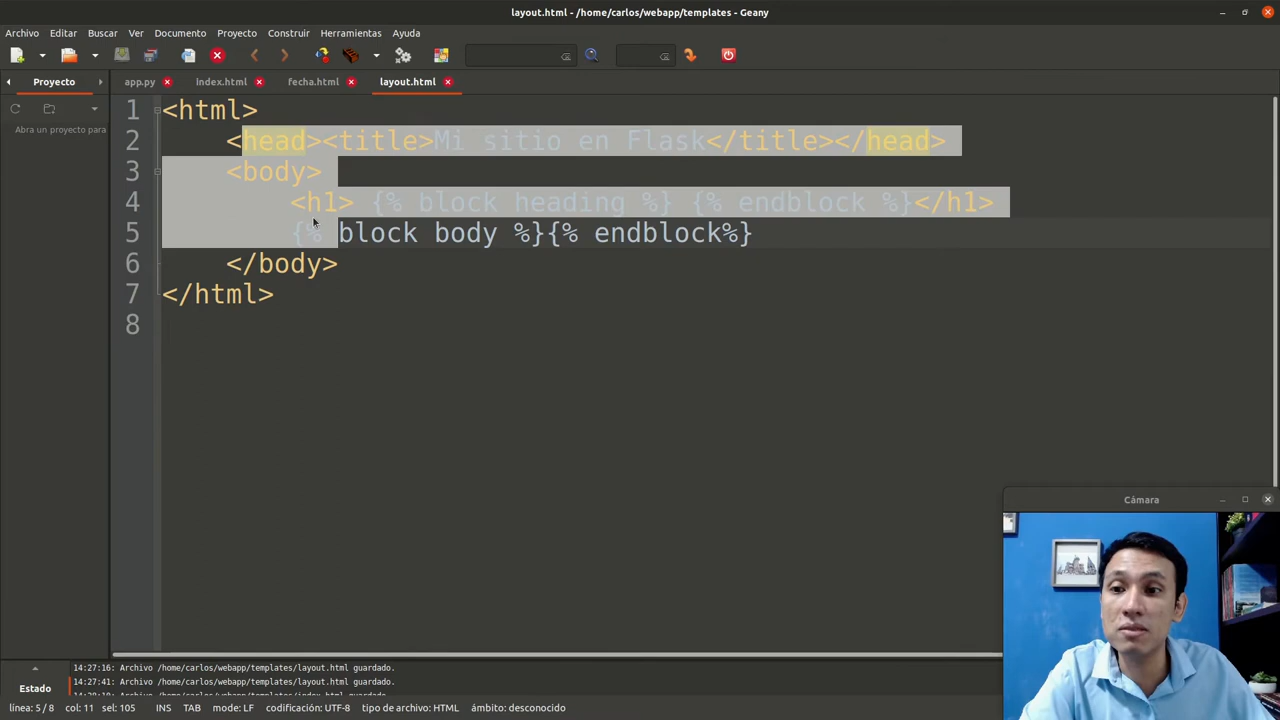 layout.html - /home/carlos/webapp/templates - Geany
Archivo Editar Buscar Ver Documento Proyecto Construir Herramientas Ayuda
Proyecto app.py index.html fecha.html layout.html
Abra un proyecto para
1 <html>
2 <head><title>Mi sitio en Flask</title></head>
3 <body>
4 <h1> {% block heading %} {% endblock %}</h1>
5 {% block body %}{% endblock%}
6 </body>
7 </html>
8
Cámara
14:27:16: Archivo /home/carlos/webapp/templates/layout.html guardado.
14:27:41: Archivo /home/carlos/webapp/templates/layout.html guardado.
Estado
línea: 5 / 8 col: 11 sel: 105 INS TAB modo: LF codificación: UTF-8 tipo de archivo: HTML ámbito: desconocido